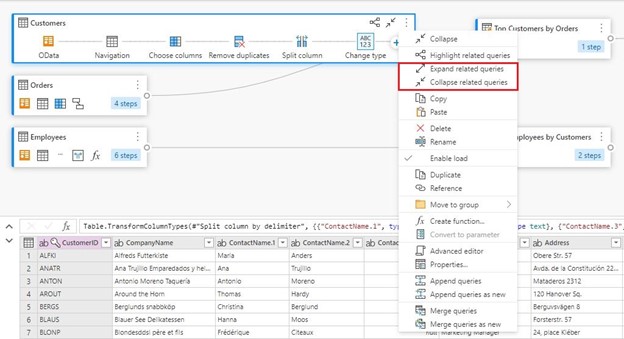 Customers
OData
Navigation
Choose columns
Remove duplicates
Split column
Change type
ABC
123
Top Customers by Orders
1 step
Orders
4 steps
Employees
fx
6 steps
mployees by Customers
2 steps
Collapse
Highlight related queries
Expand related queries
Collapse related queries
Copy
Paste
Delete
Rename
Enable load
Duplicate
Reference
Move to group
Create function...
Convert to parameter
Advanced editor
Properties...
Append queries
Append queries as new
Merge queries
Merge queries as new
fx Table.TransformColumnTypes(#"Split column by delimiter", {{"ContactName.1", typ pe text}, {"ContactName.3",
CustomerID CompanyName ContactName.1 ContactName.2 Address
1 ALFKI Alfreds Futterkiste Maria Anders Obere Str. 57
2 ANATR Ana Trujillo Emparedados y hel... Ana Trujillo Avda. de la Constitución 22...
3 ANTON Antonio Moreno Taquería Antonio Moreno Mataderos 2312
4 AROUT Around the Horn Thomas Hardy 120 Hanover Sq.
5 BERGS Berglunds snabbköp Christina Berglund Berguvsvägen 8
6 BLAUS Blauer See Delikatessen Hanna Moos Forsterstr. 57
7 BLONP Blondesddsl père et fils Frédérique Citeaux null Marketing Manager 24, place Kléber